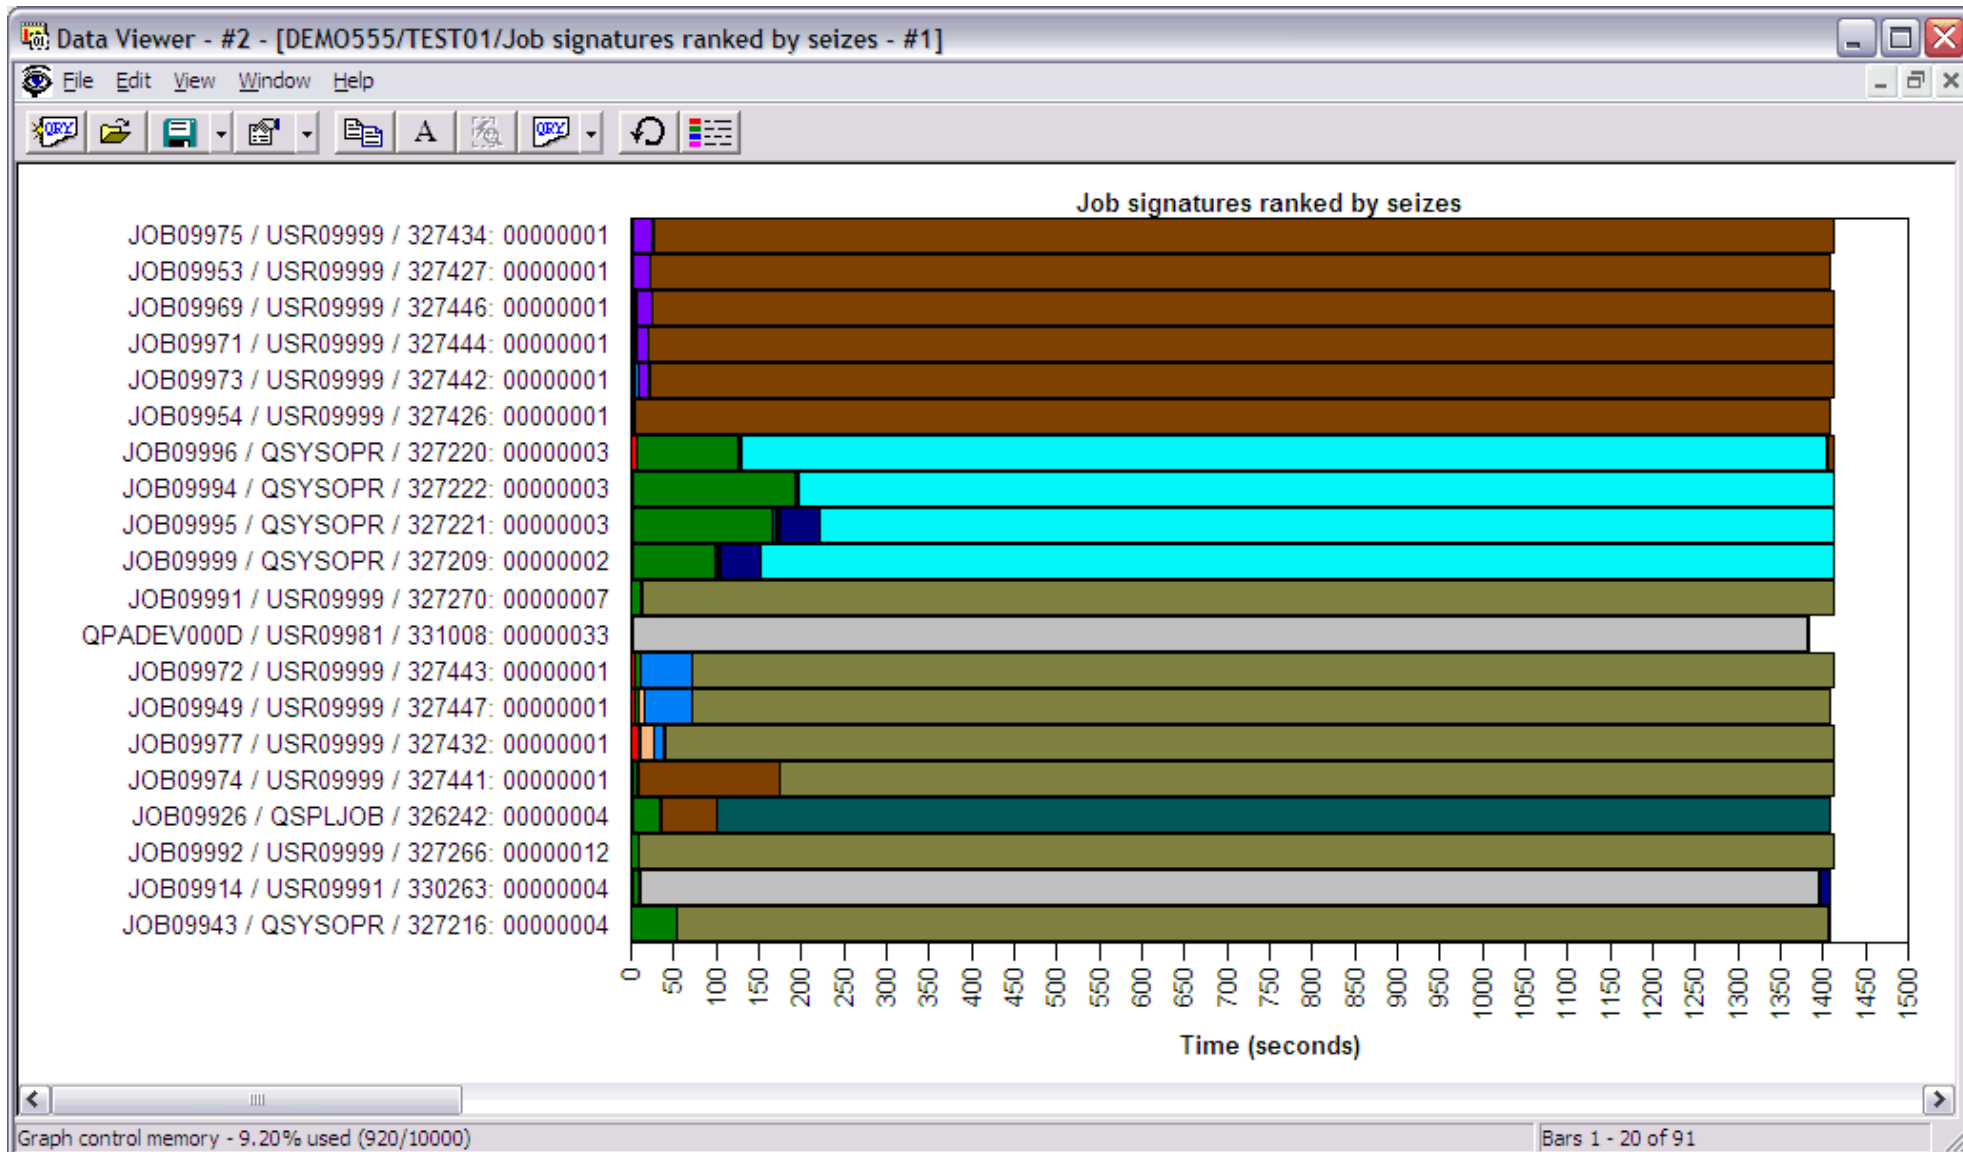 Data Viewer - #2 - [DEMO555/TEST01/Job signatures ranked by seizes - #1]
File Edit View Window Help
QRY A QRY
Job signatures ranked by seizes
JOB09975 / USR09999 / 327434: 00000001
JOB09953 / USR09999 / 327427: 00000001
JOB09969 / USR09999 / 327446: 00000001
JOB09971 / USR09999 / 327444: 00000001
JOB09973 / USR09999 / 327442: 00000001
JOB09954 / USR09999 / 327426: 00000001
JOB09996 / QSYSOPR / 327220: 00000003
JOB09994 / QSYSOPR / 327222: 00000003
JOB09995 / QSYSOPR / 327221: 00000003
JOB09999 / QSYSOPR / 327209: 00000002
JOB09991 / USR09999 / 327270: 00000007
QPADEV000D / USR09981 / 331008: 00000033
JOB09972 / USR09999 / 327443: 00000001
JOB09949 / USR09999 / 327447: 00000001
JOB09977 / USR09999 / 327432: 00000001
JOB09974 / USR09999 / 327441: 00000001
JOB09926 / QSPLJOB / 326242: 00000004
JOB09992 / USR09999 / 327266: 00000012
JOB09914 / USR09991 / 330263: 00000004
JOB09943 / QSYSOPR / 327216: 00000004
0 50 100 150 200 250 300 350 400 450 500 550 600 650 700 750 800 850 900 950 1000 1050 1100 1150 1200 1250 1300 1350 1400 1450 1500
Time (seconds)
Graph control memory - 9.20% used (920/10000) Bars 1 - 20 of 91